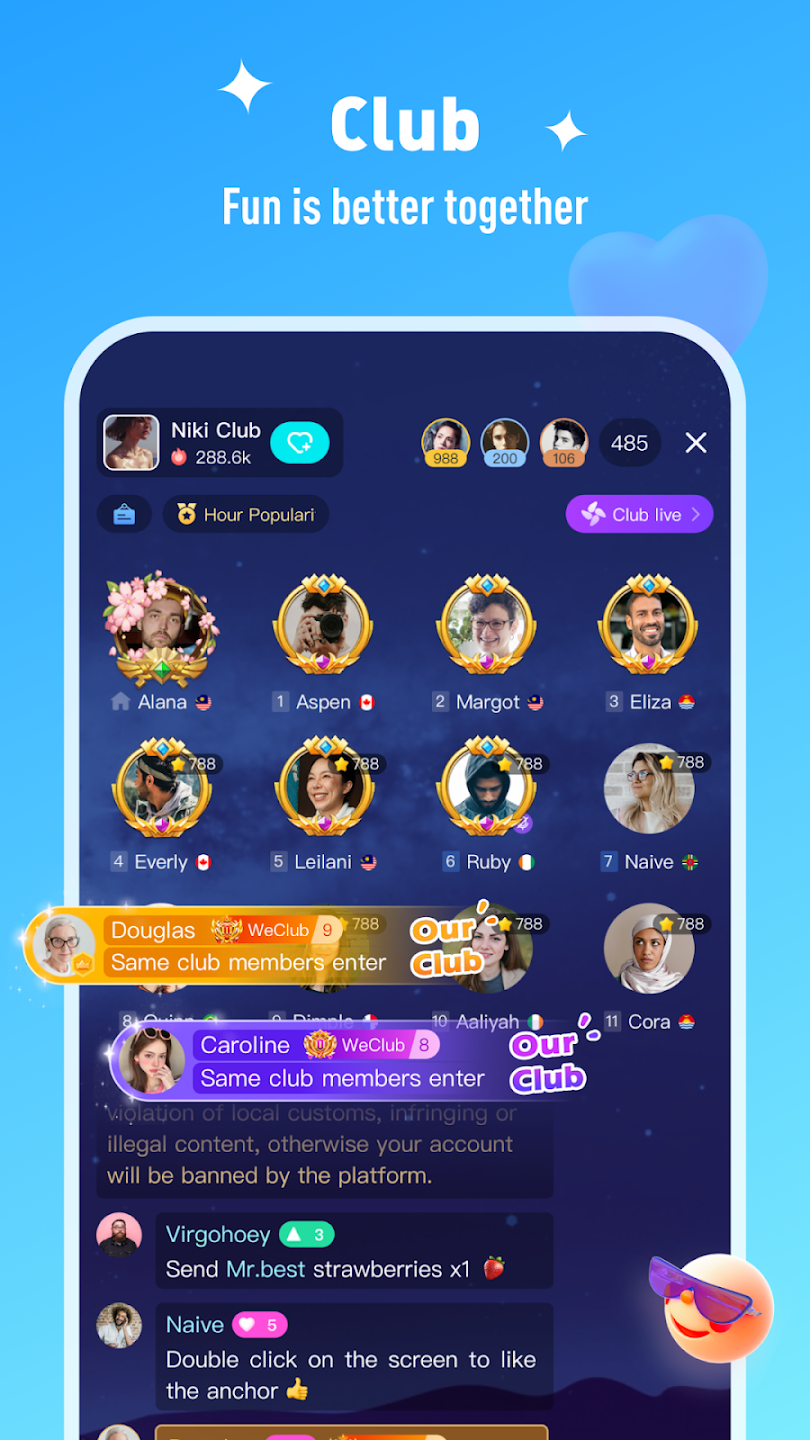 Club
Fun is better together
Niki Club
288.6k
988
200
106
485
Hour Populari
Club live
Alana
1 Aspen
2 Margot
3 Eliza
788
788
788
788
4 Everly
5 Leilani
6 Ruby
7 Naive
788
788
788
Douglas WeClub 9
Same club members enter
Our
Club
8 Quinn
9 Dimple
10 Aaliyah
11 Cora
Caroline WeClub 8
Same club members enter
Our
Club
violation of local customs, infringing or
illegal content, otherwise your account
will be banned by the platform.
Virgohoey 3
Send Mr.best strawberries x1 🍓
Naive 5
Double click on the screen to like
the anchor 👍